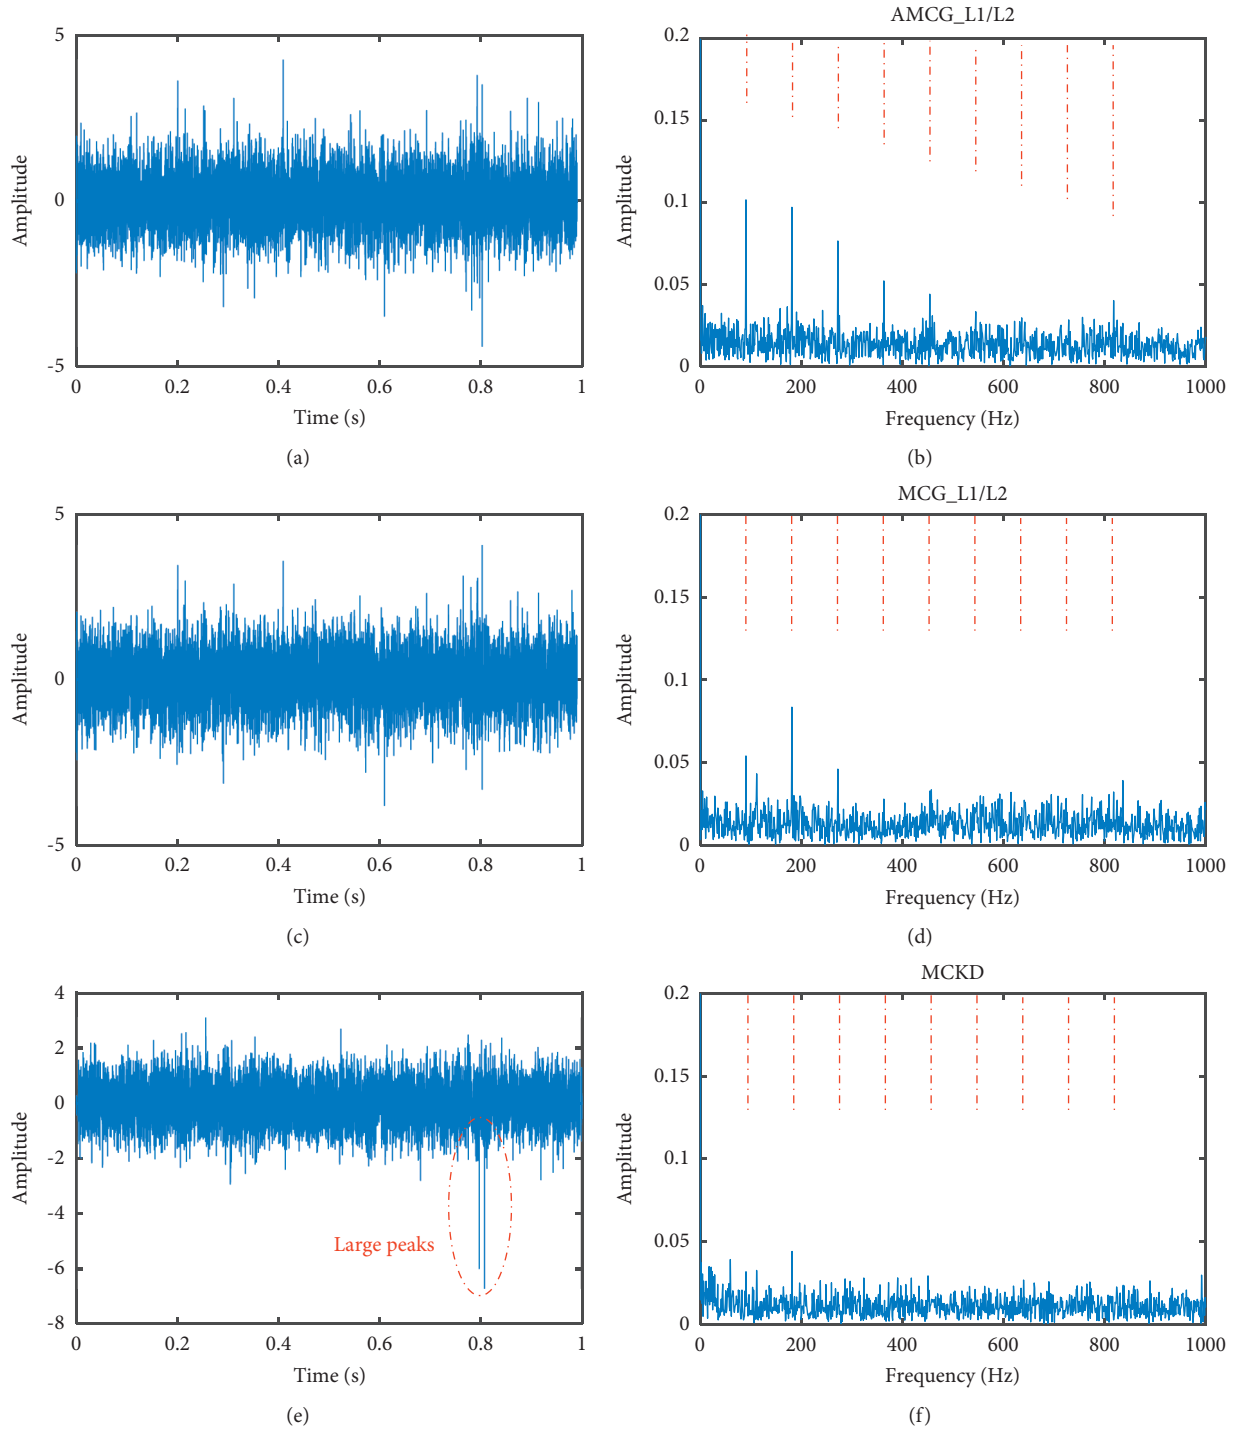 5
0
-5
Amplitude
0
0.2
0.4
0.6
0.8
1
Time (s)
(a)
AMCG_L1/L2
0.2
0.15
0.1
0.05
0
Amplitude
0
200
400
600
800
1000
Frequency (Hz)
(b)
5
0
-5
Amplitude
0
0.2
0.4
0.6
0.8
1
Time (s)
(c)
MCG_L1/L2
0.2
0.15
0.1
0.05
0
Amplitude
0
200
400
600
800
1000
Frequency (Hz)
(d)
4
2
0
-2
-4
-6
-8
Amplitude
Large peaks
0
0.2
0.4
0.6
0.8
1
Time (s)
(e)
MCKD
0.2
0.15
0.1
0.05
0
Amplitude
0
200
400
600
800
1000
Frequency (Hz)
(f)